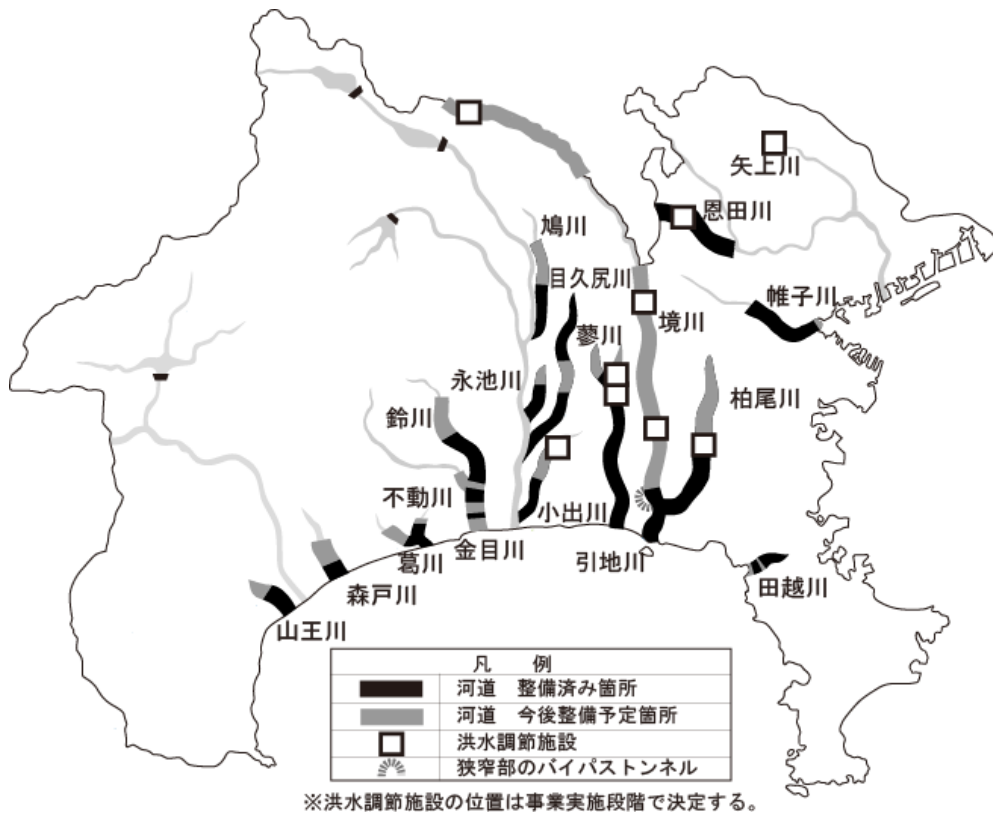 矢上川
恩田川
鳩川
目久尻川
帷子川
境川
蓼川
永池川
柏尾川
鈴川
不動川
小出川
金目川
葛川
引地川
田越川
森戸川
山王川
凡 例
河道 整備済み箇所
河道 今後整備予定箇所
洪水調節施設
狭窄部のバイパストンネル
※洪水調節施設の位置は事業実施段階で決定する。